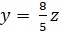 y = 8/5 z